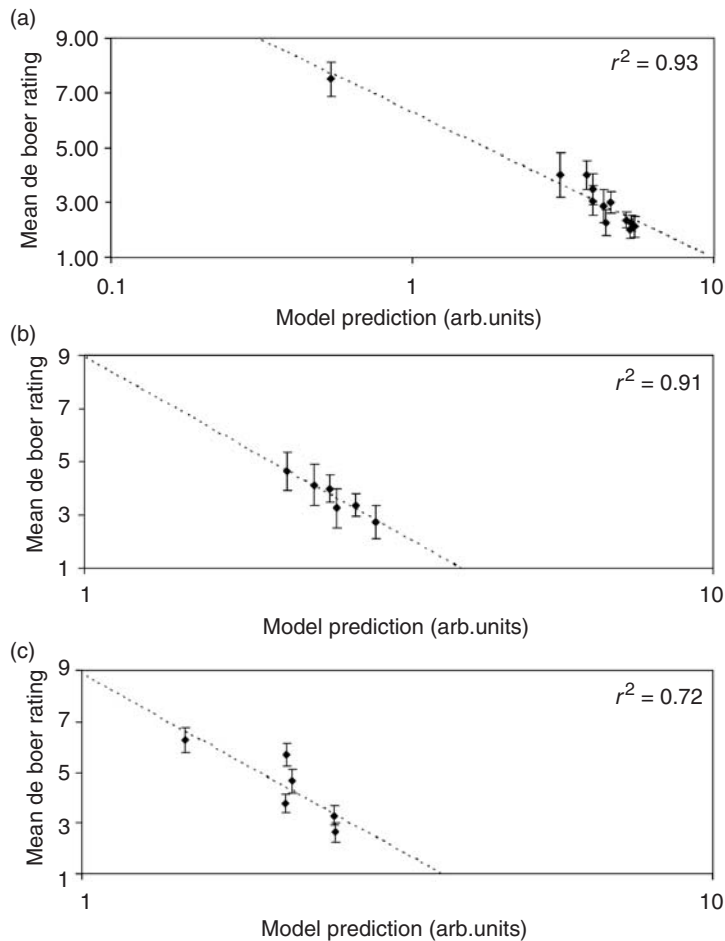 (a)
9.00
7.00
5.00
3.00
1.00
Mean de boer rating
r² = 0.93
0.1
1
10
Model prediction (arb.units)
(b)
9
7
5
3
1
Mean de boer rating
r² = 0.91
1
10
Model prediction (arb.units)
(c)
9
7
5
3
1
Mean de boer rating
r² = 0.72
1
10
Model prediction (arb.units)